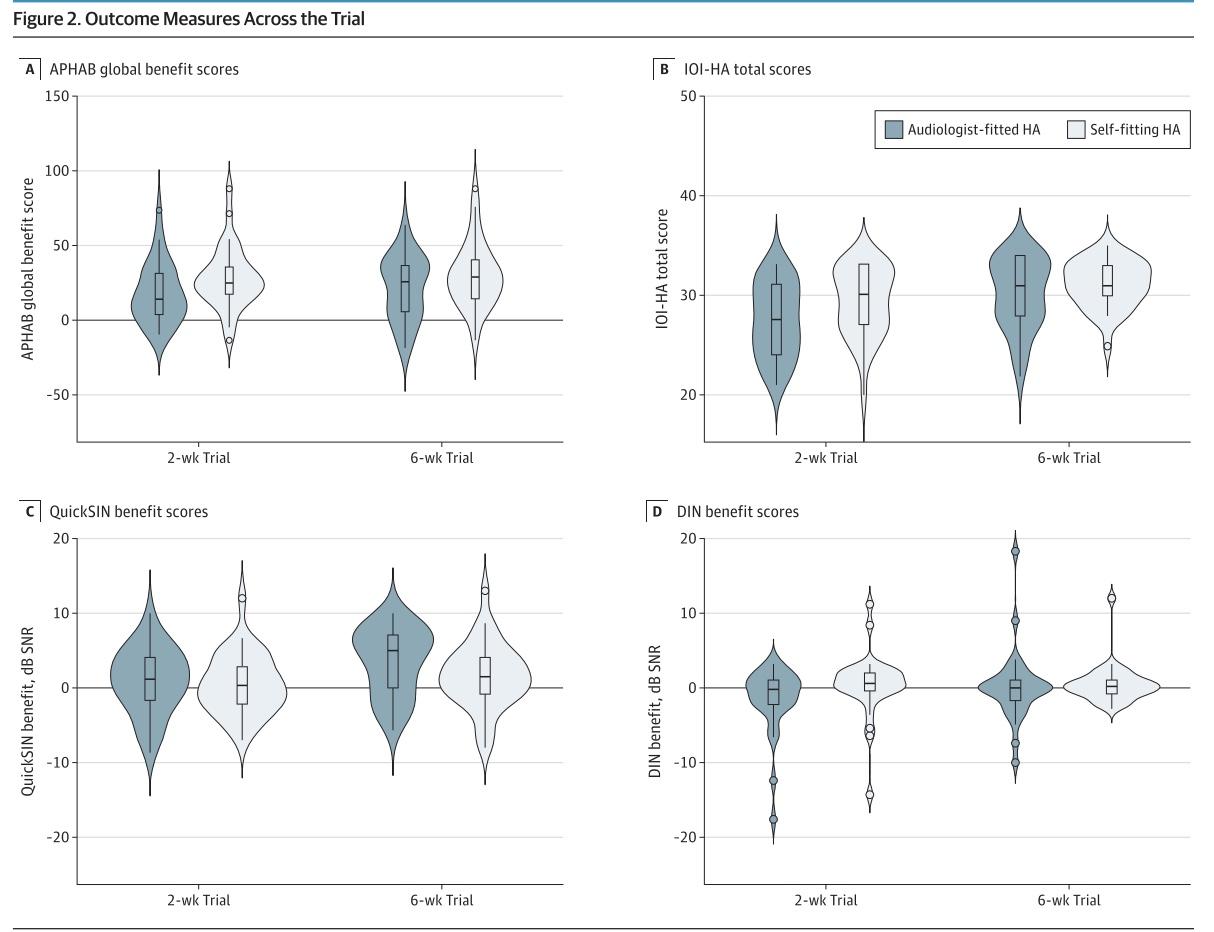 Figure 2. Outcome Measures Across the Trial
A APHAB global benefit scores
150
100
50
0
-50
APHAB global benefit score
2-wk Trial
6-wk Trial
B IOI-HA total scores
50
40
30
20
IOI-HA total score
Audiologist-fitted HA
Self-fitting HA
2-wk Trial
6-wk Trial
C QuickSIN benefit scores
20
10
0
-10
-20
QuickSIN benefit, dB SNR
2-wk Trial
6-wk Trial
D DIN benefit scores
20
10
0
-10
-20
DIN benefit, dB SNR
2-wk Trial
6-wk Trial